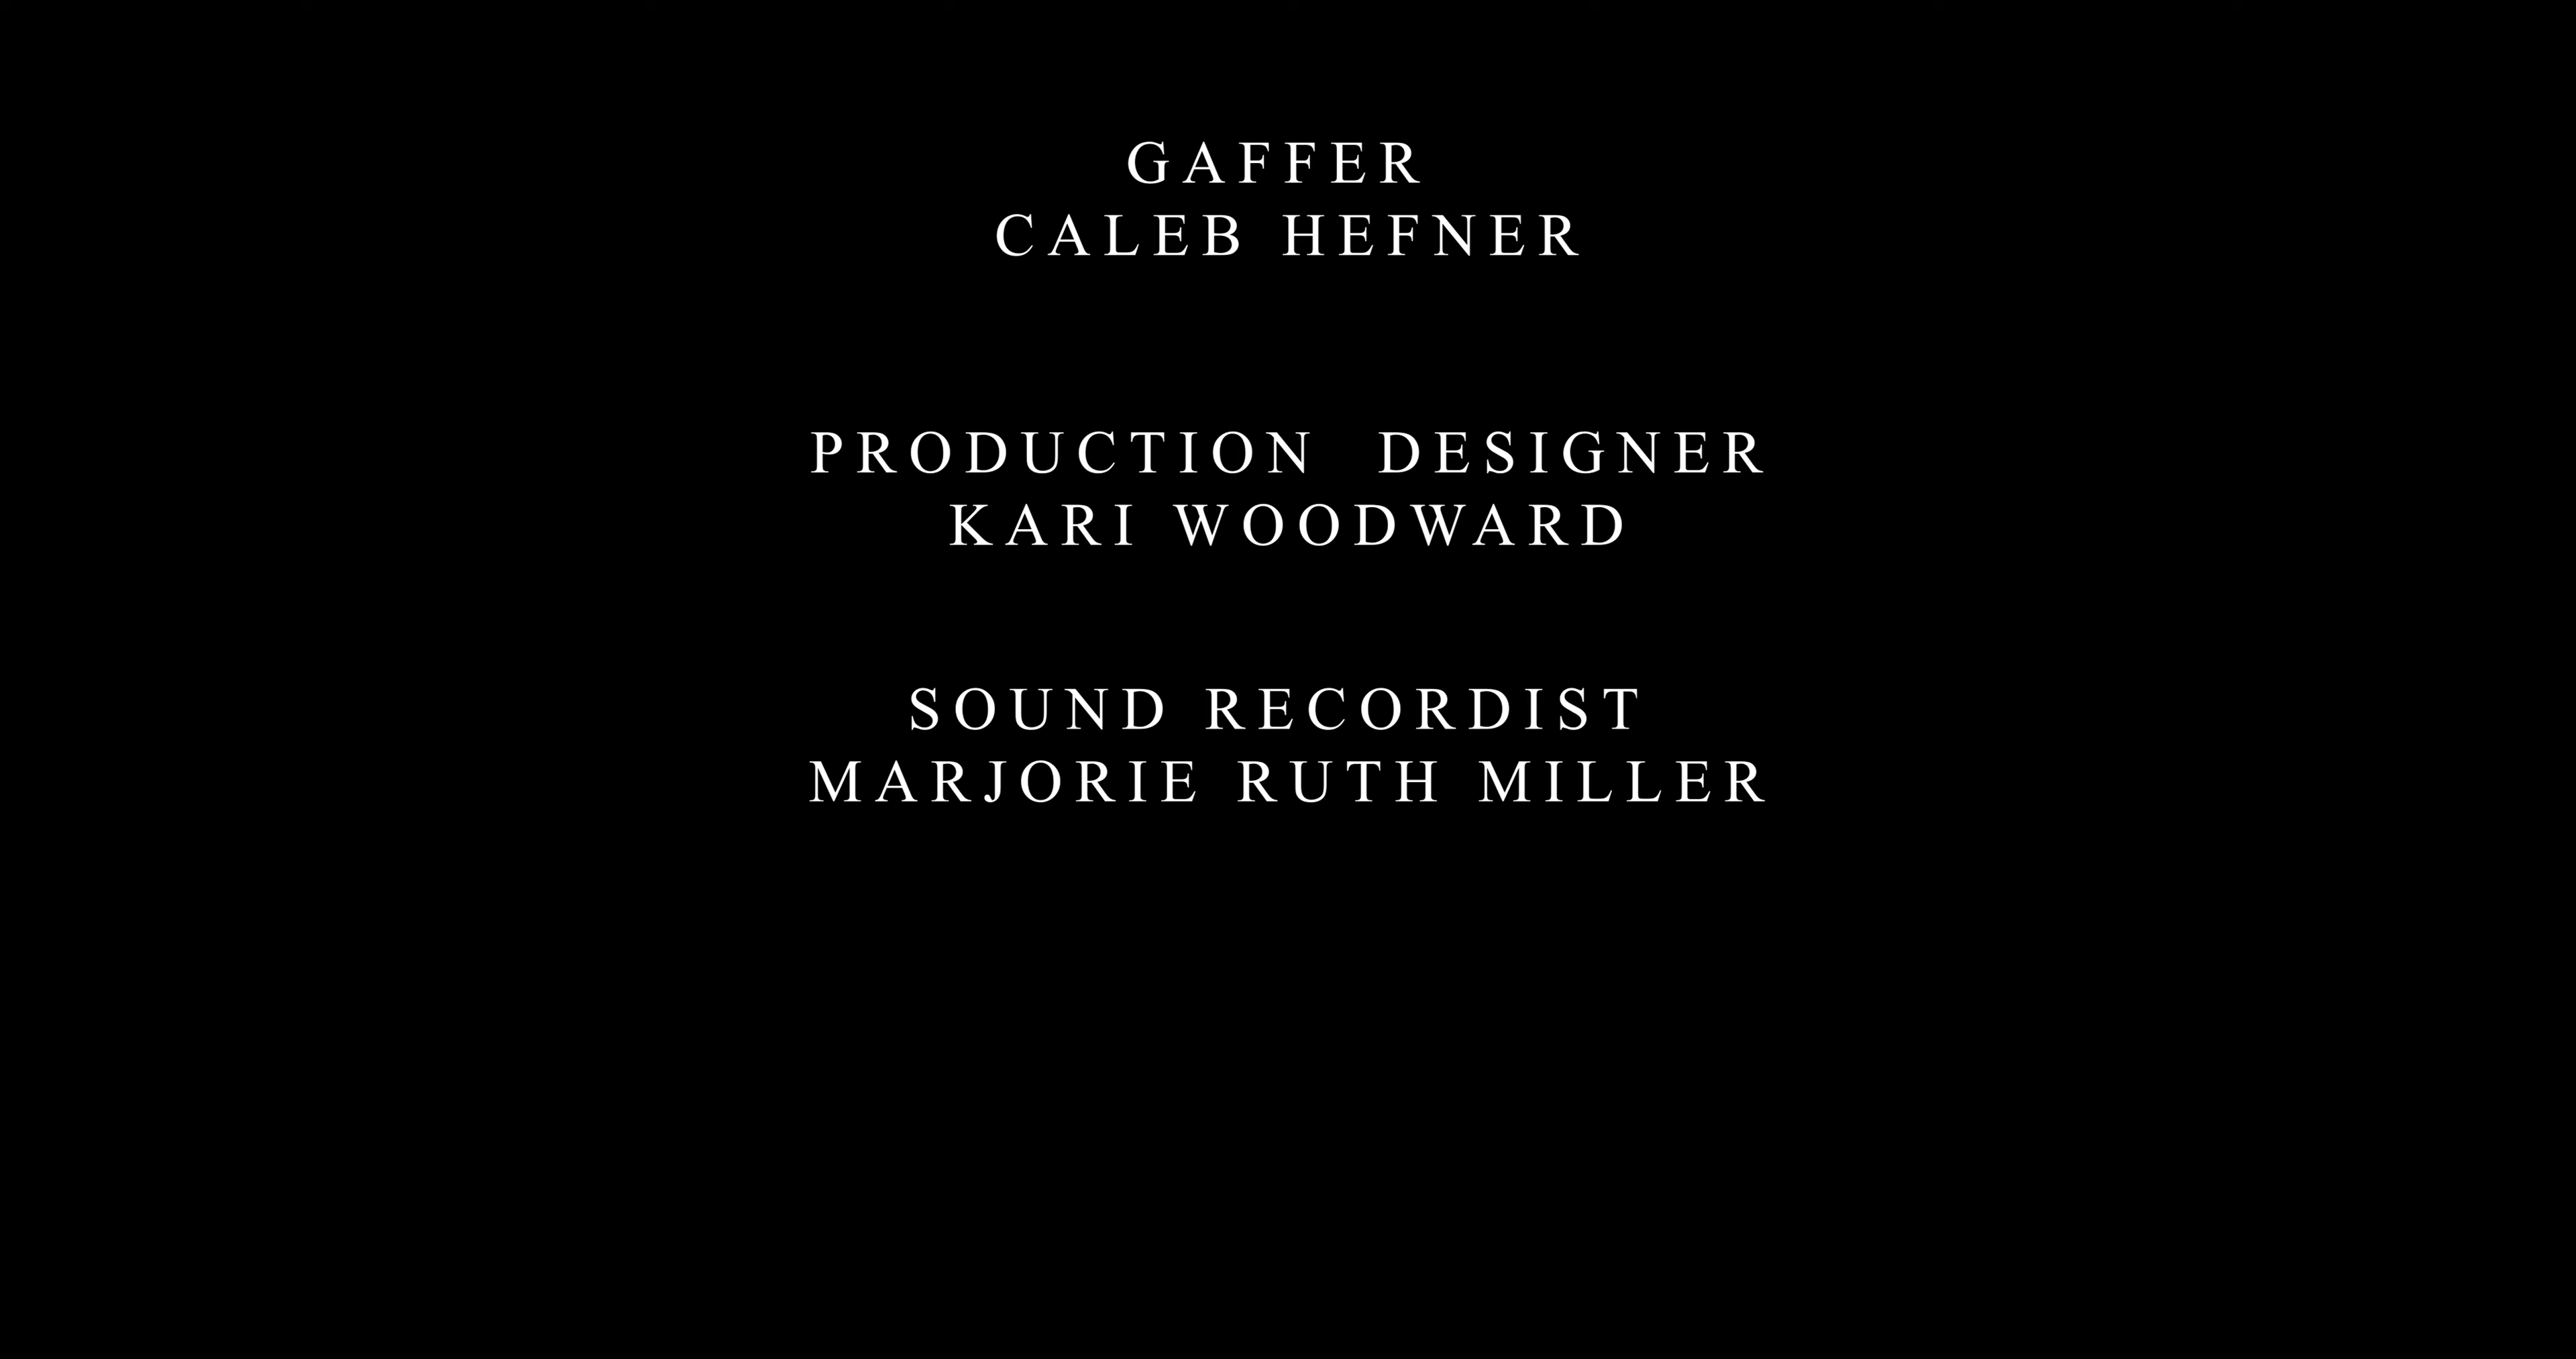 GAFFER
CALEB HEFNER
PRODUCTION DESIGNER
KARI WOODWARD
SOUND RECORDIST
MARJORIE RUTH MILLER